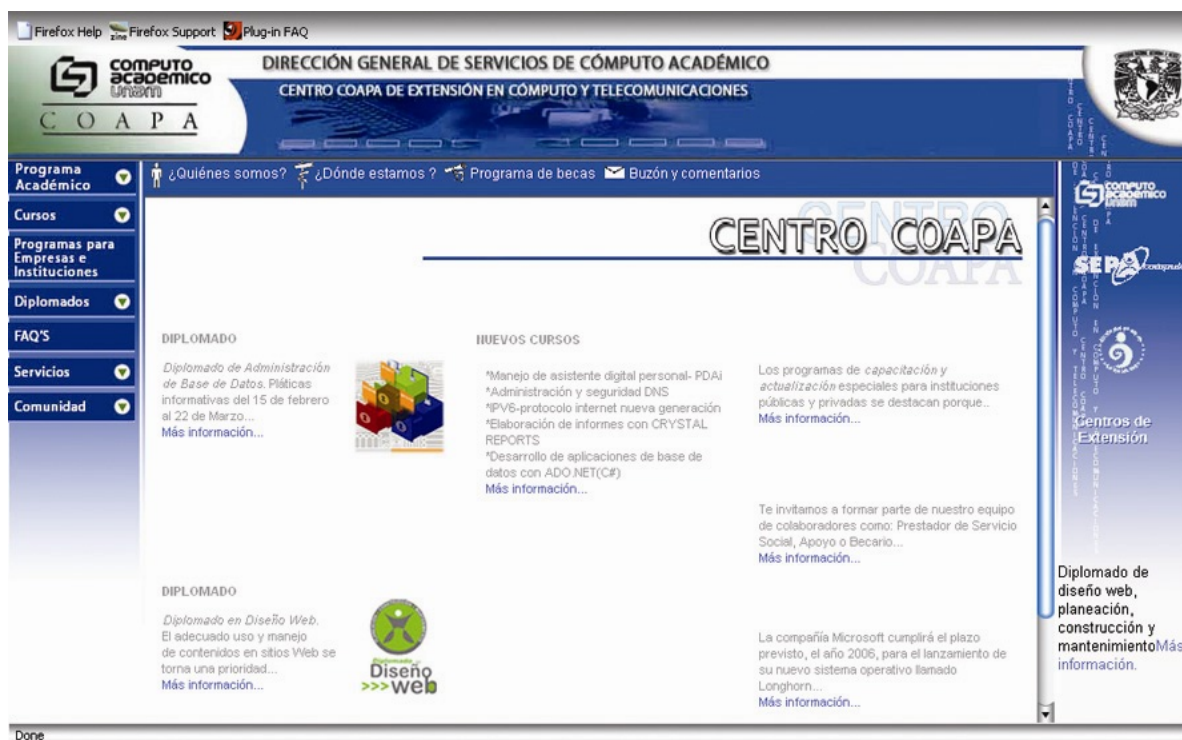 Firefox Help Firefox Support Plug-in FAQ
COMPUTO
academico
unam
COAPA
DIRECCIÓN GENERAL DE SERVICIOS DE CÓMPUTO ACADÉMICO
CENTRO COAPA DE EXTENSIÓN EN CÓMPUTO Y TELECOMUNICACIONES
¿Quiénes somos? ¿Dónde estamos ? Programa de becas Buzón y comentarios
Programa
Académico
Cursos
Programas para
Empresas e
Instituciones
Diplomados
FAQ'S
Servicios
Comunidad
CENTRO COAPA
DIPLOMADO
Diplomado de Administración
de Base de Datos. Pláticas
informativas del 15 de febrero
al 22 de Marzo...
Más información...
NUEVOS CURSOS
*Manejo de asistente digital personal- PDAi
*Administración y seguridad DNS
*IPV6-protocolo internet nueva generación
*Elaboración de informes con CRYSTAL
REPORTS
*Desarrollo de aplicaciones de base de
datos con ADO.NET(C#)
Más información...
Los programas de capacitación y
actualización especiales para instituciones
públicas y privadas se destacan porque..
Más información...
Te invitamos a formar parte de nuestro equipo
de colaboradores como: Prestador de Servicio
Social, Apoyo o Becario...
Más información...
DIPLOMADO
Diplomado en Diseño Web.
El adecuado uso y manejo
de contenidos en sitios Web se
torna una prioridad...
Más información...
Diplomado
Diseño
>>>web
La compañía Microsoft cumplirá el plazo
previsto, el año 2006, para el lanzamiento de
su nuevo sistema operativo llamado
Longhorn...
Más información...
COMPUTO
academico
unam
SEPA
Centros de
Extensión
Diplomado de
diseño web,
planeación,
construcción y
mantenimientoMás
información.
Done